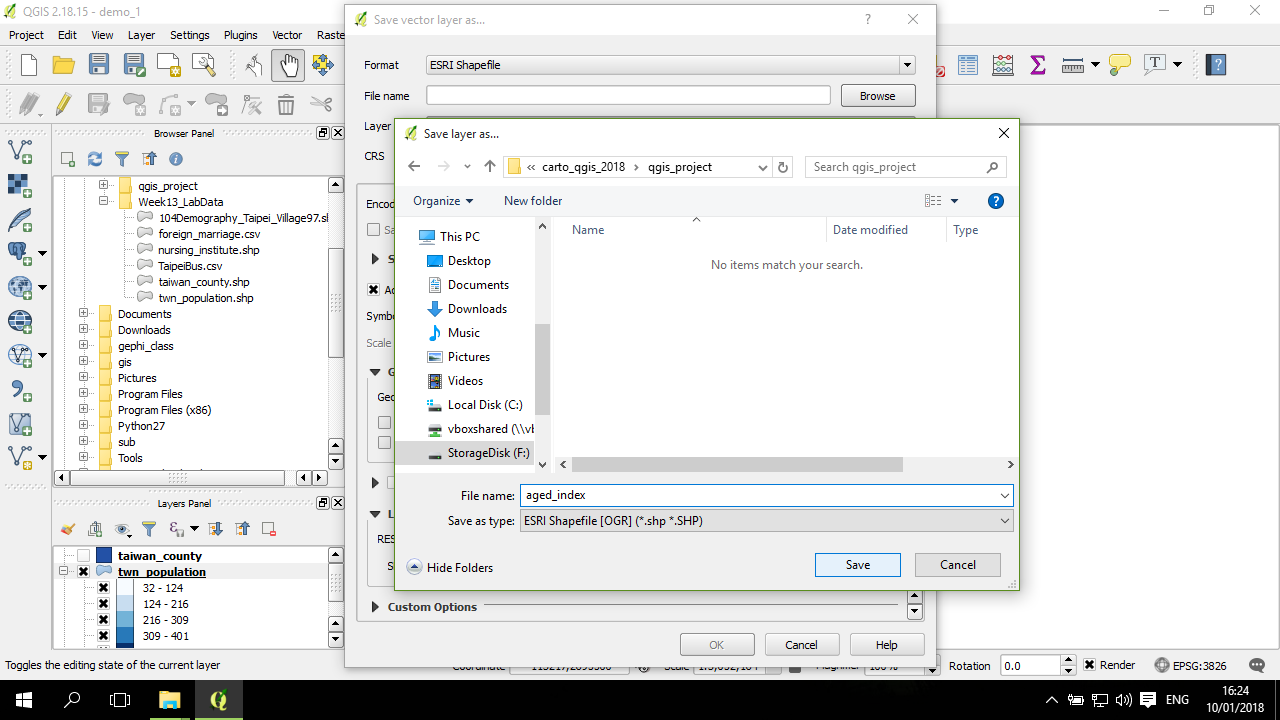 QGIS 2.18.15 - demo_1
Project Edit View Layer Settings Plugins Vector Raste
Save vector layer as...
Format ESRI Shapefile
File name Browse
Layer
CRS
Save layer as...
« carto_qgis_2018 › qgis_project
Search qgis_project
Organize New folder
Name Date modified Type
No items match your search.
This PC
Desktop
Documents
Downloads
Music
Pictures
Videos
Local Disk (C:)
vboxshared (\\vb
StorageDisk (F:)
File name: aged_index
Save as type: ESRI Shapefile [OGR] (*.shp *.SHP)
Hide Folders
Save Cancel
Enco
Sa
S
Ad
Symb
Scale
G
Geo
L
RES
S
Custom Options
OK Cancel Help
Browser Panel
qgis_project
Week13_LabData
104Demography_Taipei_Village97.sh
foreign_marriage.csv
nursing_institute.shp
TaipeiBus.csv
taiwan_county.shp
twn_population.shp
Documents
Downloads
gephi_class
gis
Pictures
Program Files
Program Files (x86)
Python27
sub
Tools
Layers Panel
taiwan_county
twn_population
32 - 124
124 - 216
216 - 309
309 - 401
Toggles the editing state of the current layer
Coordinate
Scale
Magnifier 100%
Rotation 0.0
Render
EPSG:3826
ENG
16:24
10/01/2018